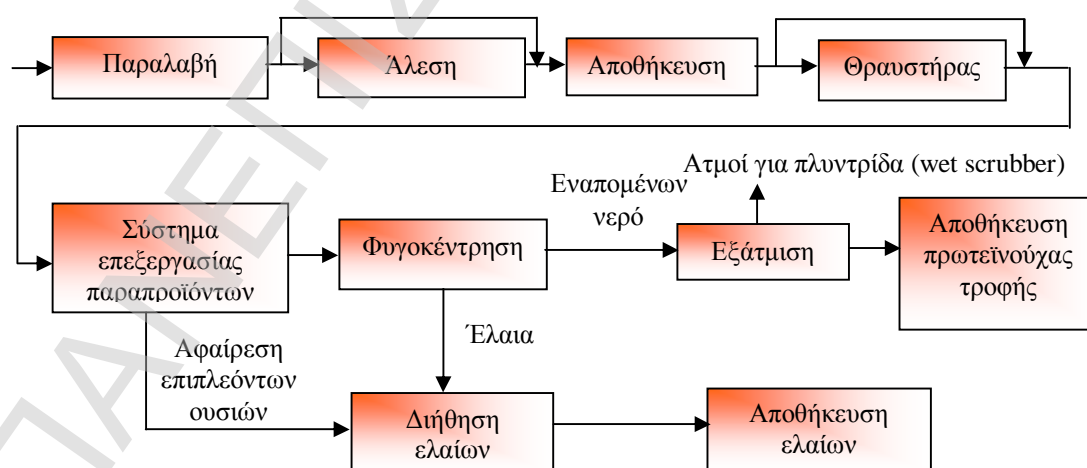 Παραλαβή
Άλεση
Αποθήκευση
Θραυστήρας
Ατμοί για πλυντρίδα (wet scrubber)
Εναπομένων
νερό
Σύστημα
επεξεργασίας
παραπροϊόντων
Φυγοκέντρηση
Εξάτμιση
Αποθήκευση
πρωτεϊνούχας
τροφής
Έλαια
Αφαίρεση
επιπλεόντων
ουσιών
Διήθηση
ελαίων
Αποθήκευση
ελαίων
ΠΑΝΕΠΙΣ